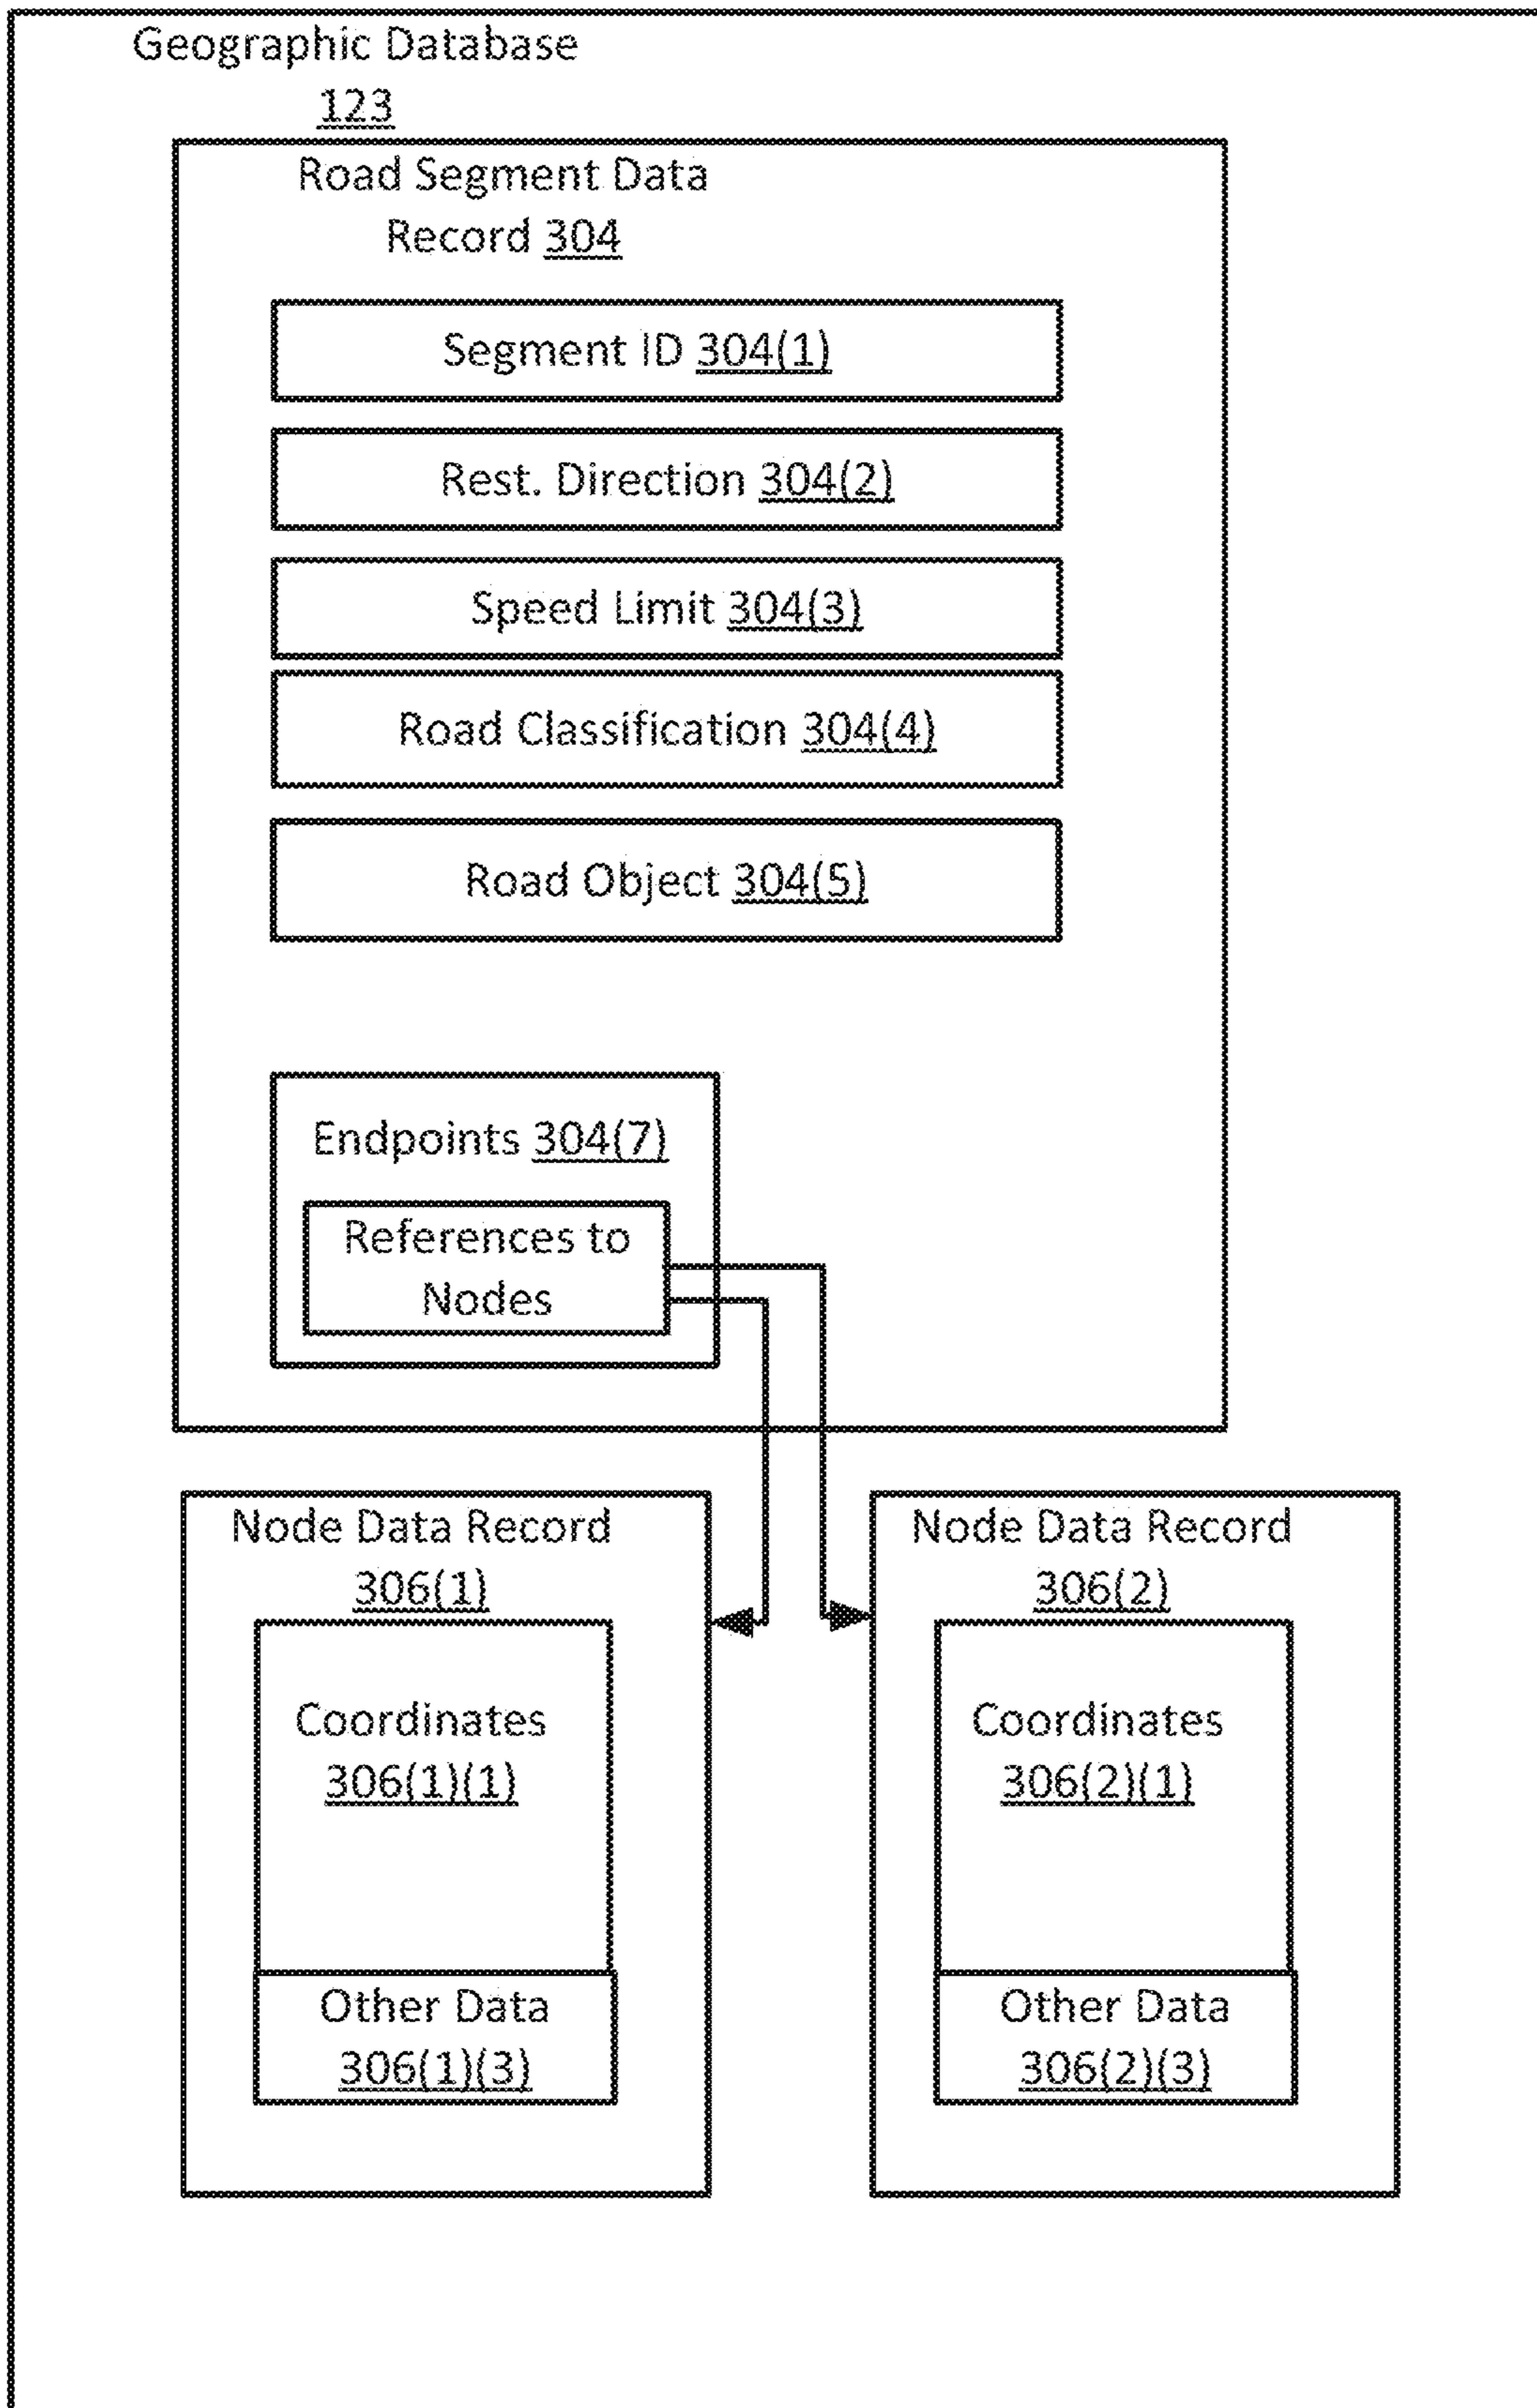 Geographic Database
123
Road Segment Data
Record 304
Segment ID 304(1)
Rest. Direction 304(2)
Speed Limit 304(3)
Road Classification 304(4)
Road Object 304(5)
Endpoints 304(7)
References to
Nodes
Node Data Record
306(1)
Coordinates
306(1)(1)
Other Data
306(1)(3)
Node Data Record
306(2)
Coordinates
306(2)(1)
Other Data
306(2)(3)